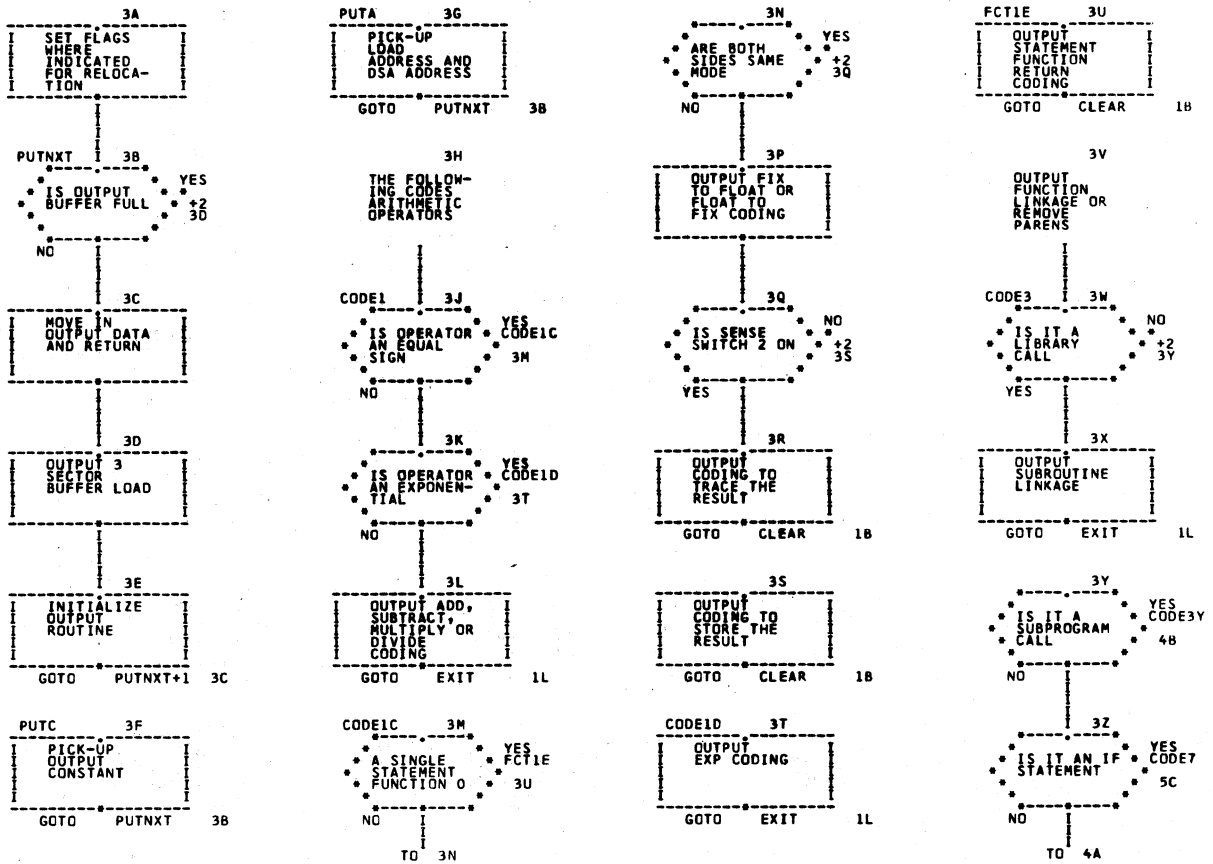 3A
SET FLAGS
WHERE
INDICATED
FOR RELOCA-
TION
PUTNXT 3B
IS OUTPUT
BUFFER FULL
YES
+2
3D
NO
3C
MOVE IN
OUTPUT DATA
AND RETURN
3D
OUTPUT 3
SECTOR
BUFFER LOAD
3E
INITIALIZE
OUTPUT
ROUTINE
GOTO PUTNXT+1 3C
PUTC 3F
PICK-UP
OUTPUT
CONSTANT
GOTO PUTNXT 3B
PUTA 3G
PICK-UP
LOAD
ADDRESS AND
DSA ADDRESS
GOTO PUTNXT 3B
3H
THE FOLLOW-
ING CODES
ARITHMETIC
OPERATORS
CODE1 3J
IS OPERATOR
AN EQUAL
SIGN
YES
CODE1C
3M
NO
3K
IS OPERATOR
AN EXPONEN-
TIAL
YES
CODE1D
3T
NO
3L
OUTPUT ADD,
SUBTRACT,
MULTIPLY OR
DIVIDE
CODING
GOTO EXIT 1L
CODE1C 3M
A SINGLE
STATEMENT
FUNCTION O
YES
FCT1E
3U
NO
TO 3N
3N
ARE BOTH
SIDES SAME
MODE
YES
+2
3Q
NO
3P
OUTPUT FIX
TO FLOAT OR
FLOAT TO
FIX CODING
3Q
IS SENSE
SWITCH 2 ON
NO
+2
3S
YES
3R
OUTPUT
CODING TO
TRACE THE
RESULT
GOTO CLEAR 1B
3S
OUTPUT
CODING TO
STORE THE
RESULT
GOTO CLEAR 1B
CODE1D 3T
OUTPUT
EXP CODING
GOTO EXIT 1L
FCT1E 3U
OUTPUT
STATEMENT
FUNCTION
RETURN
CODING
GOTO CLEAR 1B
3V
OUTPUT
FUNCTION
LINKAGE OR
REMOVE
PARENS
CODE3 3W
IS IT A
LIBRARY
CALL
NO
+2
3Y
YES
3X
OUTPUT
SUBROUTINE
LINKAGE
GOTO EXIT 1L
3Y
IS IT A
SUBPROGRAM
CALL
YES
CODE3Y
4B
NO
3Z
IS IT AN IF
STATEMENT
YES
CODE7
5C
NO
TO 4A